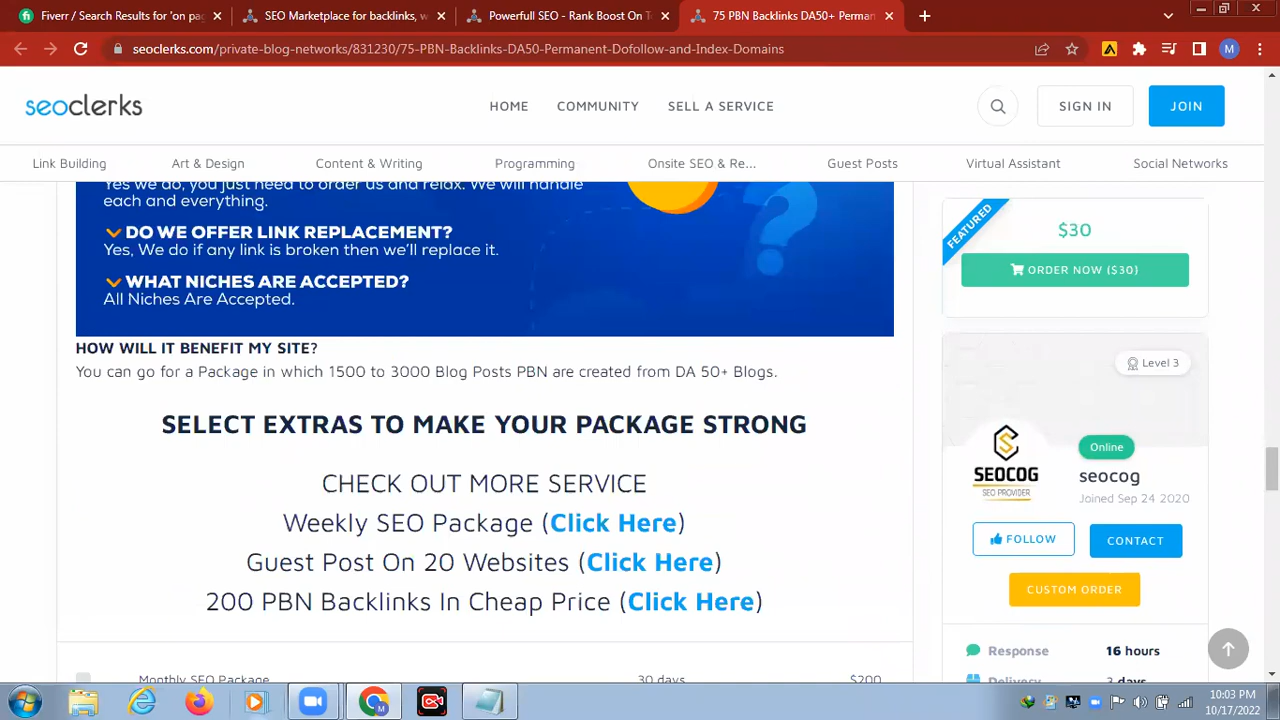 Fiverr / Search Results for 'on pag
SEO Marketplace for backlinks, w
Powerfull SEO - Rank Boost On To
75 PBN Backlinks DA50+ Perman
seoclerks.com/private-blog-networks/831230/75-PBN-Backlinks-DA50-Permanent-Dofollow-and-Index-Domains
M
seoclerks
HOME
COMMUNITY
SELL A SERVICE
SIGN IN
JOIN
Link Building
Art & Design
Content & Writing
Programming
Onsite SEO & Re...
Guest Posts
Virtual Assistant
Social Networks
Yes we do, you just need to order us and relax. We will handle
each and everything.
DO WE OFFER LINK REPLACEMENT?
Yes, We do if any link is broken then we'll replace it.
WHAT NICHES ARE ACCEPTED?
All Niches Are Accepted.
HOW WILL IT BENEFIT MY SITE?
You can go for a Package in which 1500 to 3000 Blog Posts PBN are created from DA 50+ Blogs.
SELECT EXTRAS TO MAKE YOUR PACKAGE STRONG
CHECK OUT MORE SERVICE
Weekly SEO Package (Click Here)
Guest Post On 20 Websites (Click Here)
200 PBN Backlinks In Cheap Price (Click Here)
Monthly SEO Package
30 days
$200
FEATURED
$30
ORDER NOW ($30)
Level 3
SEOCOG
SEO PROVIDER
Online
seocog
Joined Sep 24 2020
FOLLOW
CONTACT
CUSTOM ORDER
Response
16 hours
Delivery
3 days
10:03 PM
10/17/2022